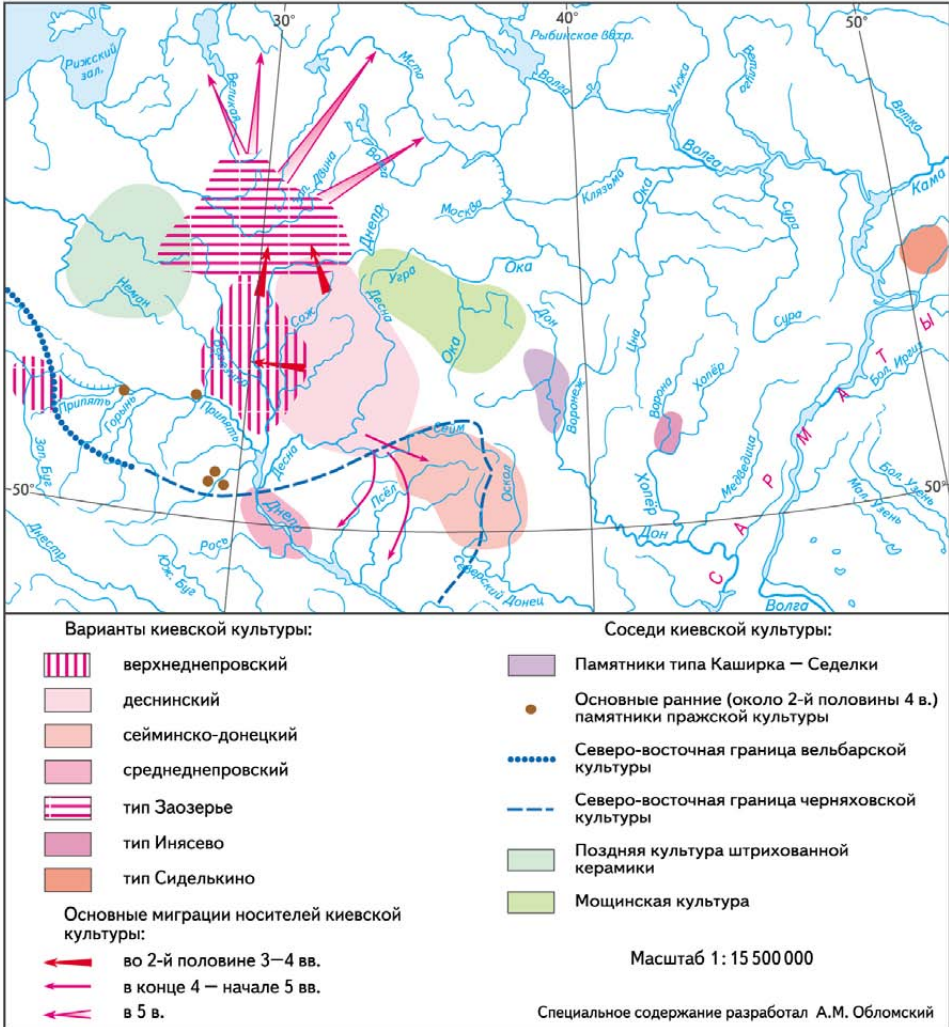 30°
40°
50°
Рижский
зал.
Великая
Мста
Рыбинское вдхр.
Волга
Унжа
Ветлуга
Вятка
Зап. Двина
Волга
Волга
Кама
Москва
Клязьма
Ока
Сура
Днепр
Угра
Ока
Неман
Сож
Десна
Ока
Дон
Цна
Сура
Березина
Воронеж
Ворона
Хопёр
Бол. Иргиз
Припять
Горынь
Припять
Зап. Буг
Десна
Сейм
Оскол
Псёл
Хопёр
Медведица
Бол. Узень
Мал. Узень
50°
50°
Днепр
Рось
Дон
Днестр
Юж. Буг
Северский Донец
Волга
САРМАТЫ
Варианты киевской культуры:
верхнеднепровский
деснинский
сейминско-донецкий
среднеднепровский
тип Заозерье
тип Инясево
тип Сиделькино
Основные миграции носителей киевской
культуры:
во 2-й половине 3–4 вв.
в конце 4 – начале 5 вв.
в 5 в.
Соседи киевской культуры:
Памятники типа Каширка – Седелки
Основные ранние (около 2-й половины 4 в.)
памятники пражской культуры
Северо-восточная граница вельбарской
культуры
Северо-восточная граница черняховской
культуры
Поздняя культура штрихованной
керамики
Мощинская культура
Масштаб 1: 15 500 000
Специальное содержание разработал А.М. Обломский